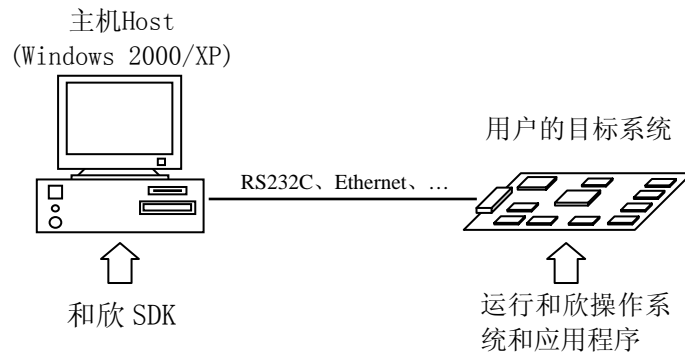 主机Host
(Windows 2000/XP)
用户的目标系统
RS232C、Ethernet、…
和欣 SDK
运行和欣操作系
统和应用程序